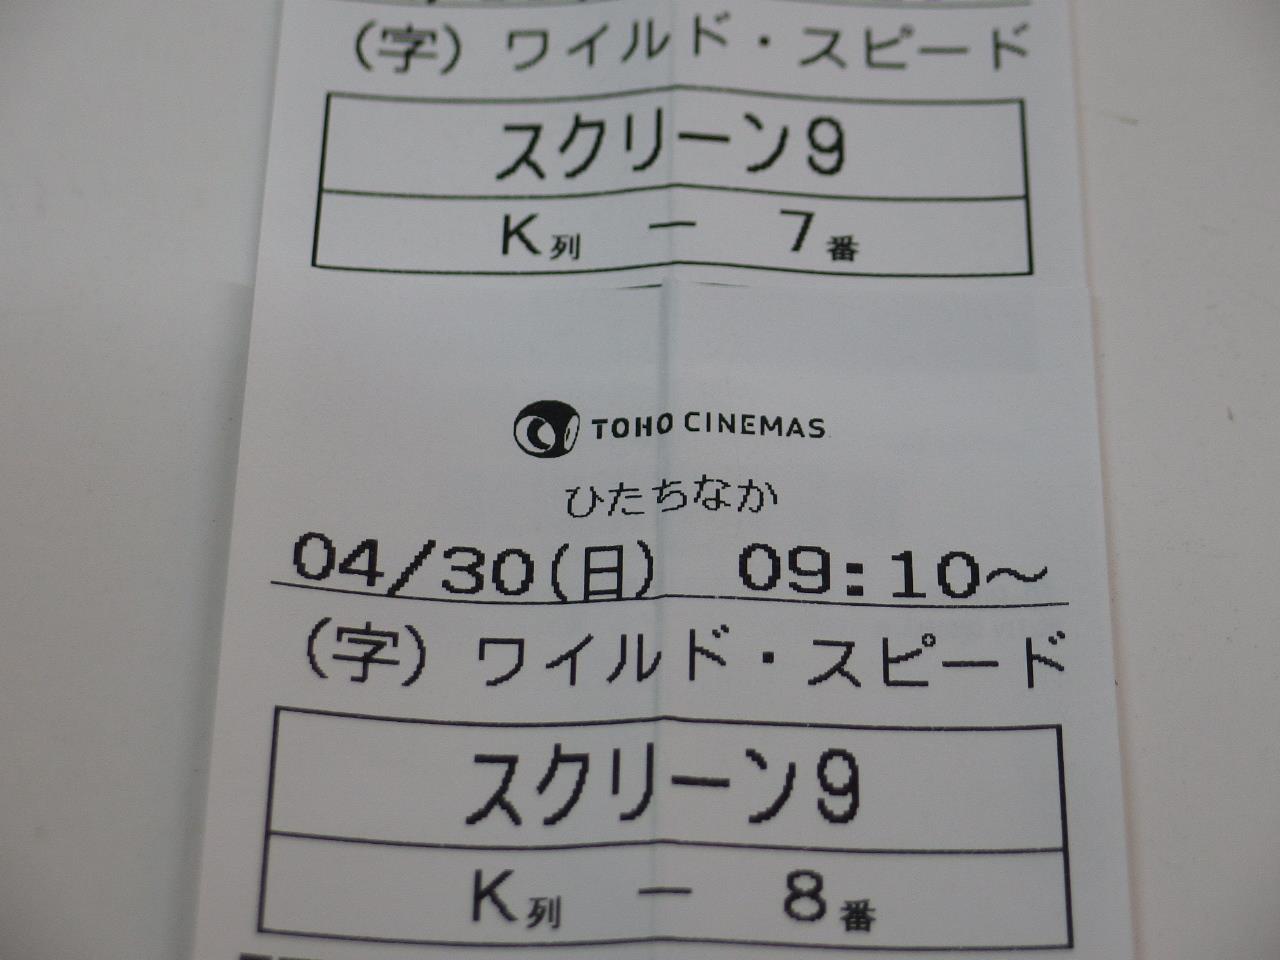 (字) ワイルド・スピード
スクリーン9
K列 ー 7番
TOHO CINEMAS
ひたちなか
04/30(日) 09:10~
(字) ワイルド・スピード
スクリーン9
K列 ー 8番